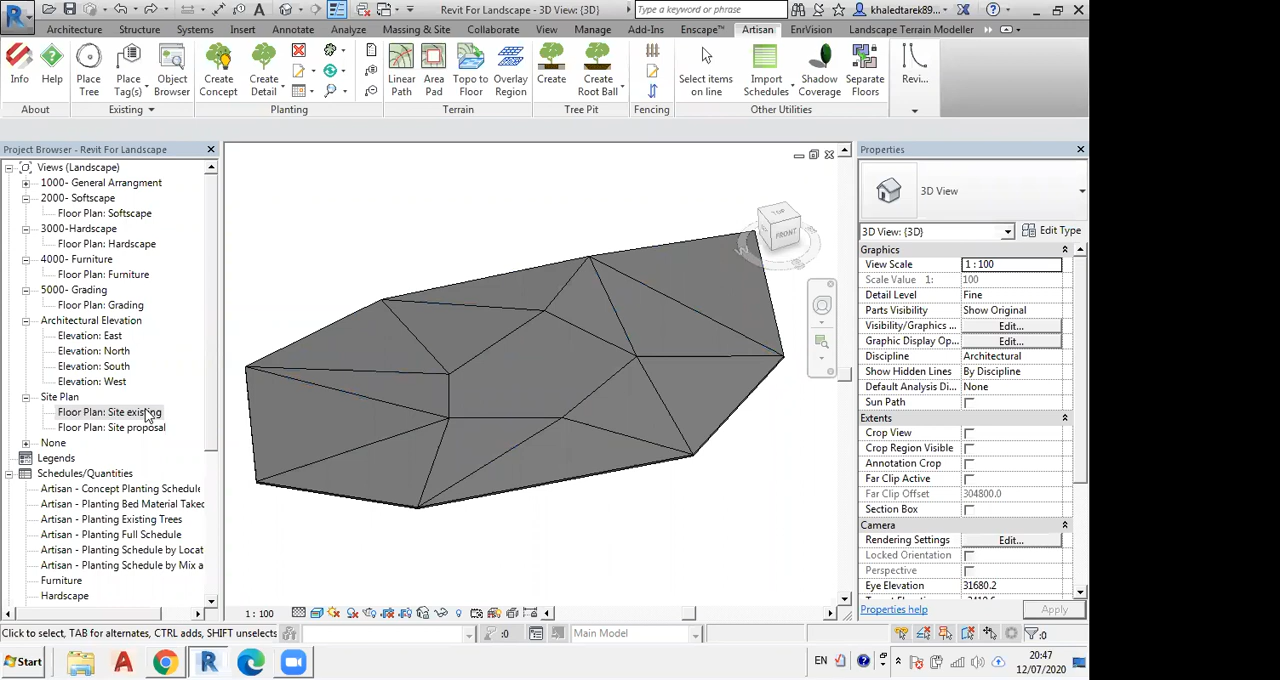 Revit For Landscape - 3D View: {3D}
Type a keyword or phrase
khaledtarek89...
Architecture Structure Systems Insert Annotate Analyze Massing & Site Collaborate View Manage Add-Ins Enscape™ Artisan EnVision Landscape Terrain Modeller
Info Help Place Tree Place Tag(s) Object Browser Create Concept Create Detail Linear Path Area Pad Topo to Floor Overlay Region Create Create Root Ball Select items on line Import Schedules Shadow Coverage Separate Floors Revi...
About Existing Planting Terrain Tree Pit Fencing Other Utilities
Project Browser - Revit For Landscape
Views (Landscape)
1000- General Arrangment
2000- Softscape
Floor Plan: Softscape
3000-Hardscape
Floor Plan: Hardscape
4000- Furniture
Floor Plan: Furniture
5000- Grading
Floor Plan: Grading
Architectural Elevation
Elevation: East
Elevation: North
Elevation: South
Elevation: West
Site Plan
Floor Plan: Site existing
Floor Plan: Site proposal
None
Legends
Schedules/Quantities
Artisan - Concept Planting Schedule
Artisan - Planting Bed Material Takeo
Artisan - Planting Existing Trees
Artisan - Planting Full Schedule
Artisan - Planting Schedule by Locat
Artisan - Planting Schedule by Mix a
Furniture
Hardscape
TOP
FRONT
W
1 : 100
Properties
3D View
3D View: {3D} Edit Type
Graphics
View Scale 1 : 100
Scale Value 1: 100
Detail Level Fine
Parts Visibility Show Original
Visibility/Graphics ... Edit...
Graphic Display Op... Edit...
Discipline Architectural
Show Hidden Lines By Discipline
Default Analysis Di... None
Sun Path
Extents
Crop View
Crop Region Visible
Annotation Crop
Far Clip Active
Far Clip Offset 304800.0
Section Box
Camera
Rendering Settings Edit...
Locked Orientation
Perspective
Eye Elevation 31680.2
Properties help Apply
Click to select, TAB for alternates, CTRL adds, SHIFT unselects :0 Main Model :0
Start EN 20:47
12/07/2020